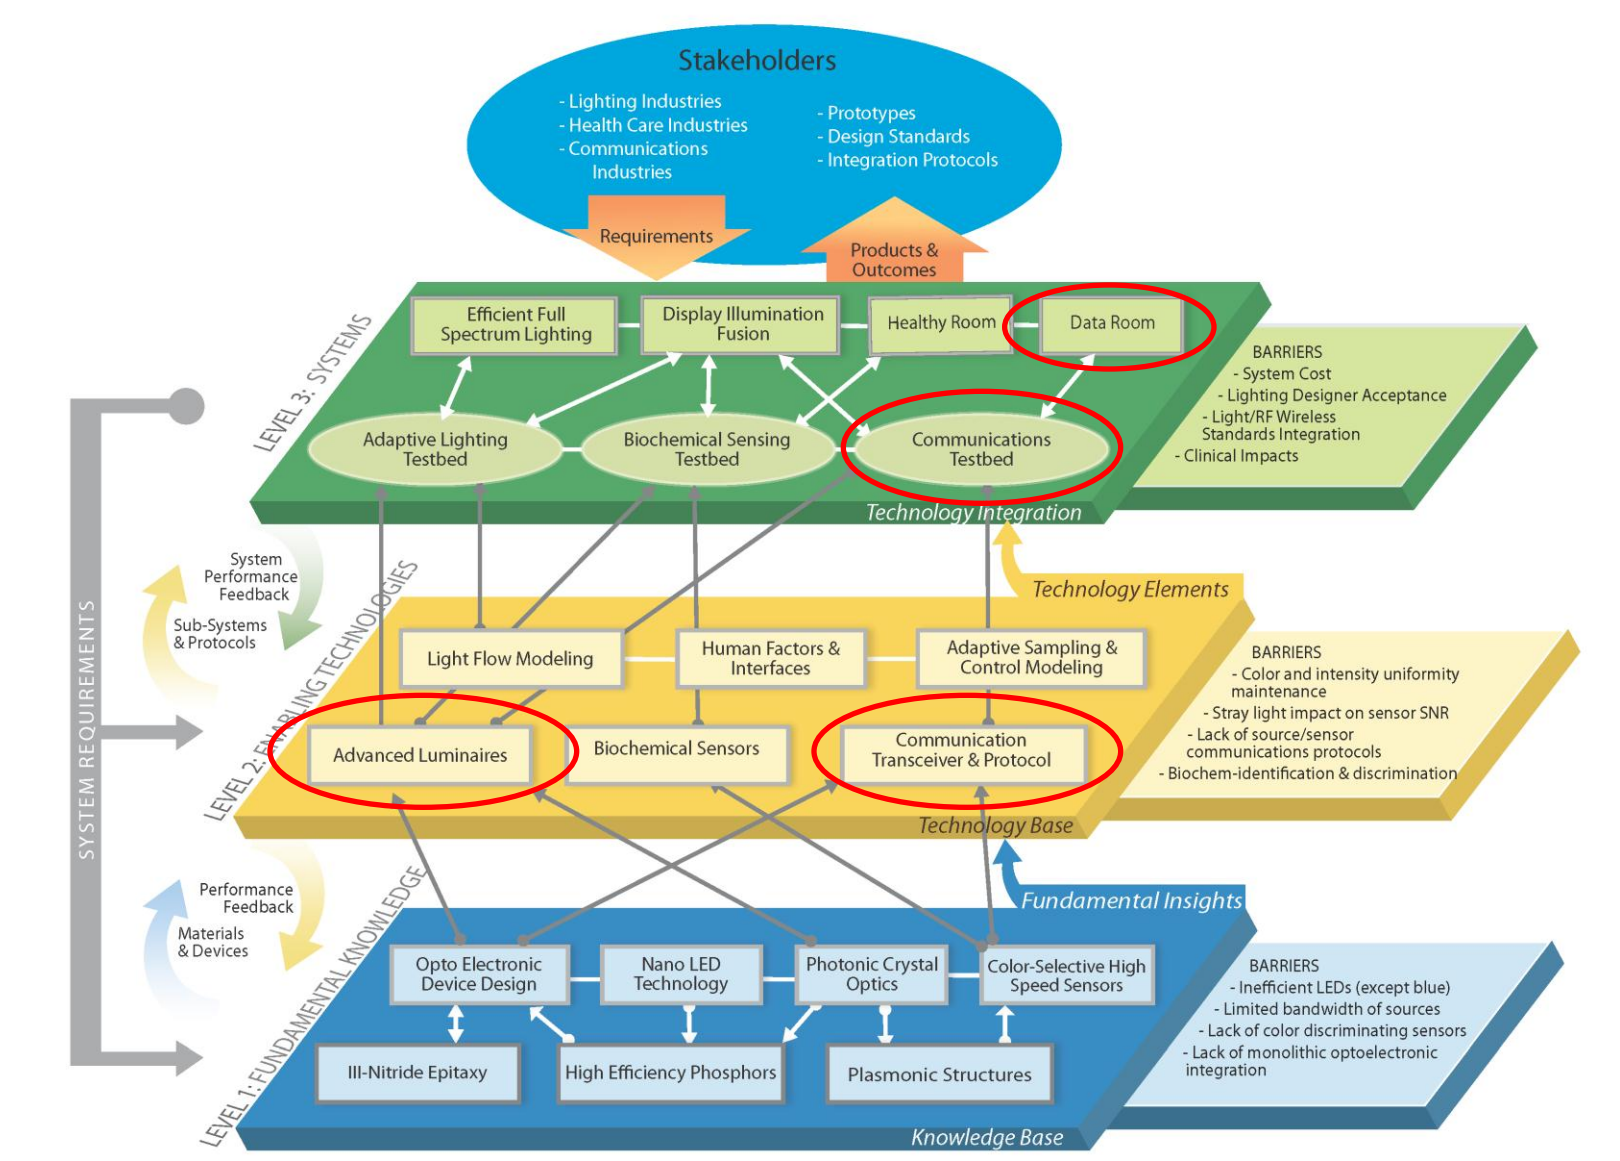 Stakeholders
- Lighting Industries
- Health Care Industries
- Communications
Industries
- Prototypes
- Design Standards
- Integration Protocols
Requirements
Products &
Outcomes
LEVEL 3: SYSTEMS
Efficient Full
Spectrum Lighting
Display Illumination
Fusion
Healthy Room
Data Room
Adaptive Lighting
Testbed
Biochemical Sensing
Testbed
Communications
Testbed
Technology Integration
BARRIERS
- System Cost
- Lighting Designer Acceptance
- Light/RF Wireless
Standards Integration
- Clinical Impacts
SYSTEM REQUIREMENTS
System
Performance
Feedback
Sub-Systems
& Protocols
LEVEL 2: ENABLING TECHNOLOGIES
Technology Elements
Light Flow Modeling
Human Factors &
Interfaces
Adaptive Sampling &
Control Modeling
Advanced Luminaires
Biochemical Sensors
Communication
Transceiver & Protocol
Technology Base
BARRIERS
- Color and intensity uniformity
maintenance
- Stray light impact on sensor SNR
- Lack of source/sensor
communications protocols
- Biochem-identification & discrimination
Performance
Feedback
Materials
& Devices
LEVEL 1: FUNDAMENTAL KNOWLEDGE
Fundamental Insights
Opto Electronic
Device Design
Nano LED
Technology
Photonic Crystal
Optics
Color-Selective High
Speed Sensors
III-Nitride Epitaxy
High Efficiency Phosphors
Plasmonic Structures
Knowledge Base
BARRIERS
- Inefficient LEDs (except blue)
- Limited bandwidth of sources
- Lack of color discriminating sensors
- Lack of monolithic optoelectronic
integration